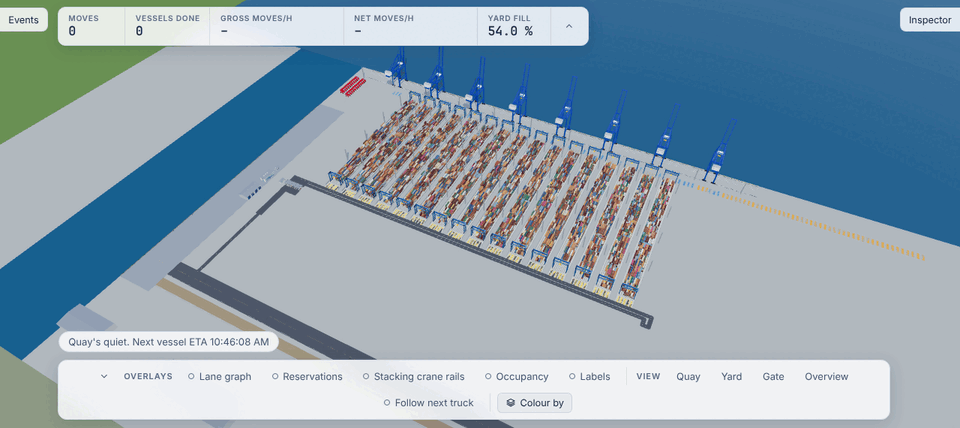 Events
MOVES
0
VESSELS DONE
0
GROSS MOVES/H
–
NET MOVES/H
–
YARD FILL
54.0 %
Inspector
Quay's quiet. Next vessel ETA 10:46:08 AM
OVERLAYS Lane graph Reservations Stacking crane rails Occupancy Labels VIEW Quay Yard Gate Overview
Follow next truck Colour by